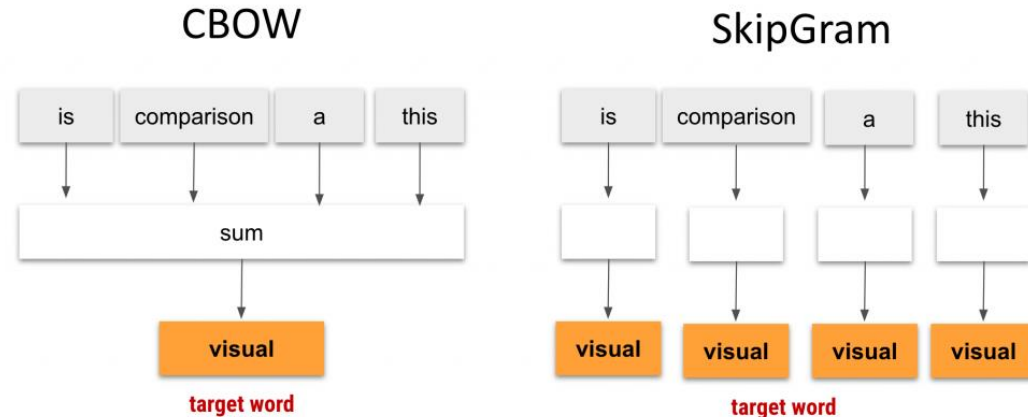 CBOW
is comparison a this
sum
visual
target word
SkipGram
is comparison a this
visual visual visual visual
target word